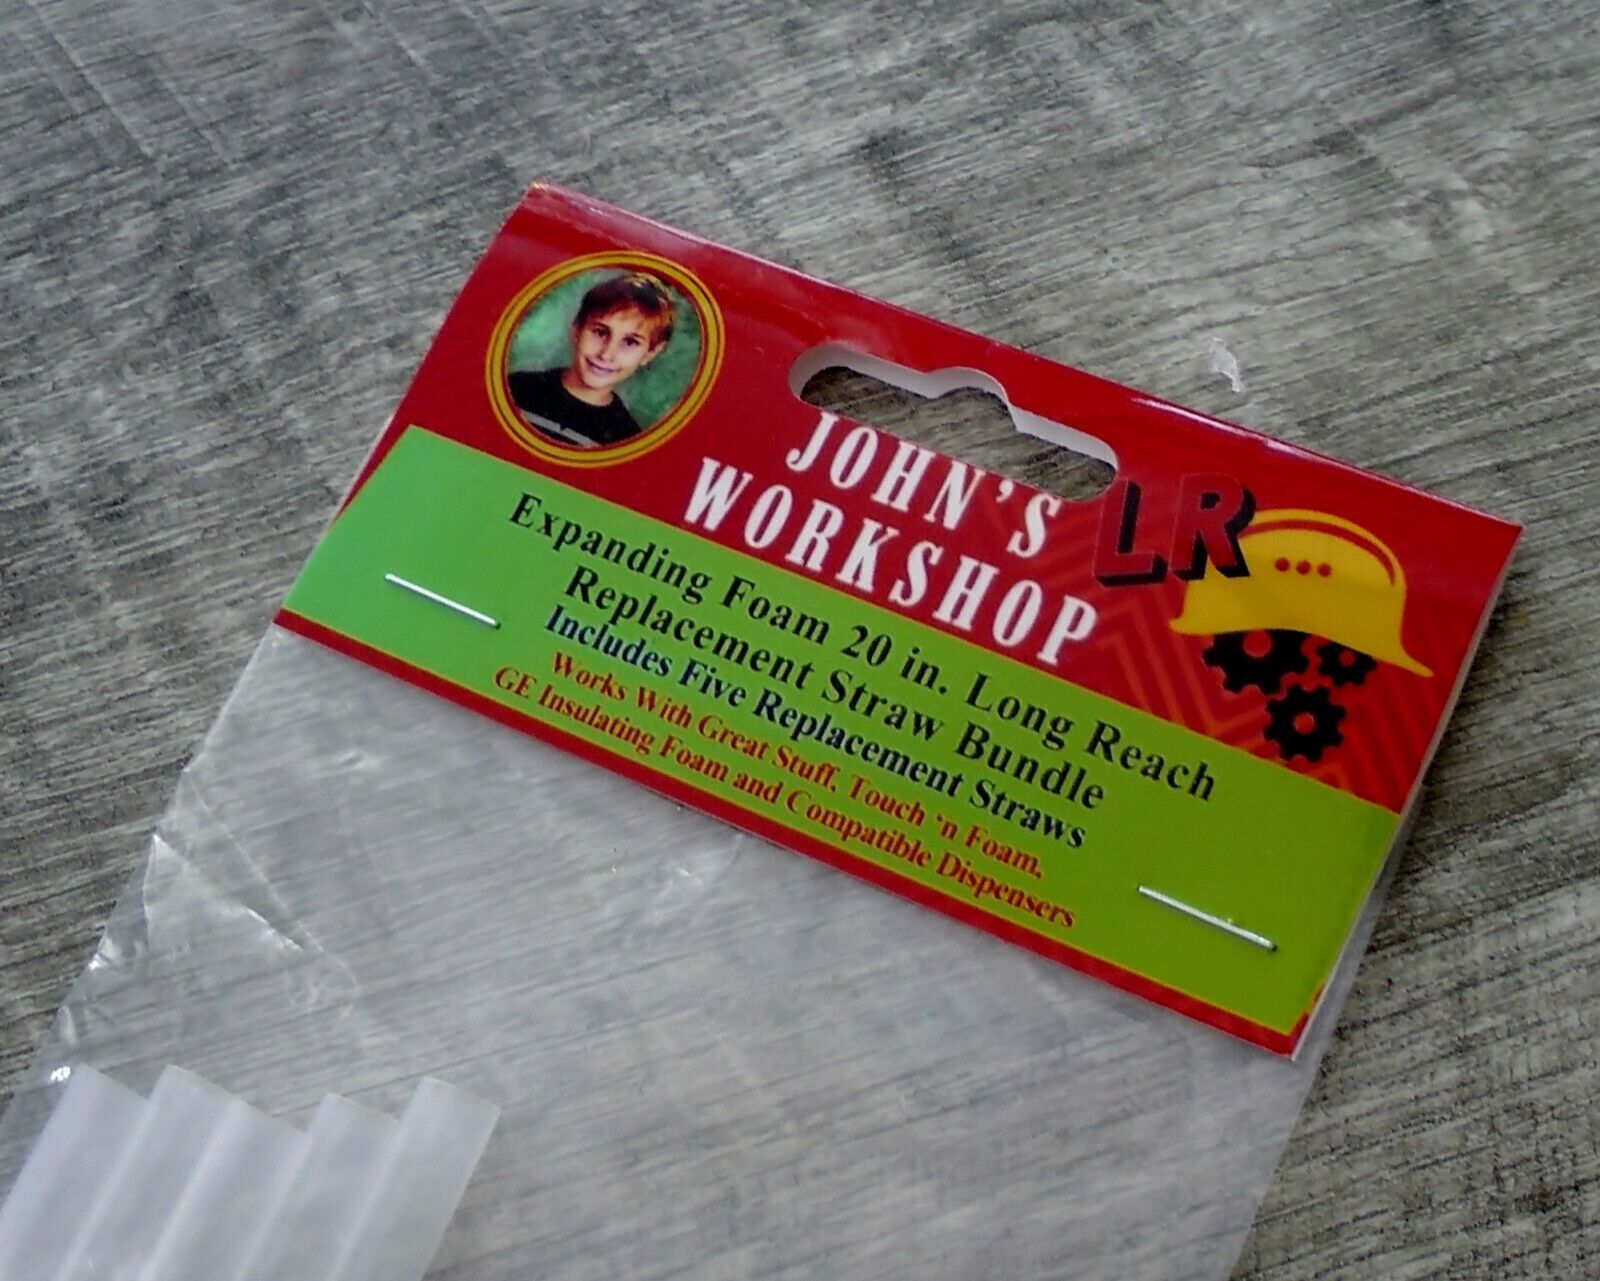 JOHN'S
WORKSHOP
LR
Expanding Foam 20 in. Long Reach
Replacement Straw Bundle
Includes Five Replacement Straws
Works With Great Stuff, Touch 'n Foam,
GE Insulating Foam and Compatible Dispensers